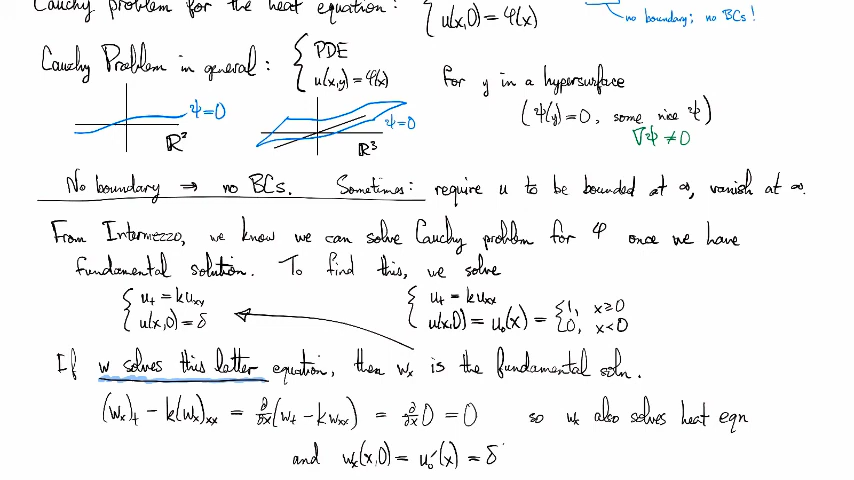 Cauchy problem for the heat equation:
u(x,0) = φ(x)
no boundary; no BCs!
Cauchy Problem in general: { PDE
u(x,y) = φ(x)
for y in a hypersurface
(Ψ(y) = 0, some nice Ψ)
∇Ψ ≠ 0
Ψ=0
ℝ²
Ψ=0
ℝ³
No boundary → no BCs. Sometimes: require u to be bounded at ∞, vanish at ∞.
From Intermezzo, we know we can solve Cauchy problem for φ once we have
fundamental solution. To find this, we solve
{ u_t = k u_xx
u(x,0) = δ
{ u_t = k u_xx
u(x,0) = u_0(x) = { 1, x≥0
0, x<0
If w solves this latter equation, then w_x is the fundamental soln.
(w_x)_t − k(w_x)_xx = ∂/∂x (w_t − k w_xx) = ∂/∂x 0 = 0 so w_x also solves heat eqn
and w_x(x,0) = u_0'(x) = δ